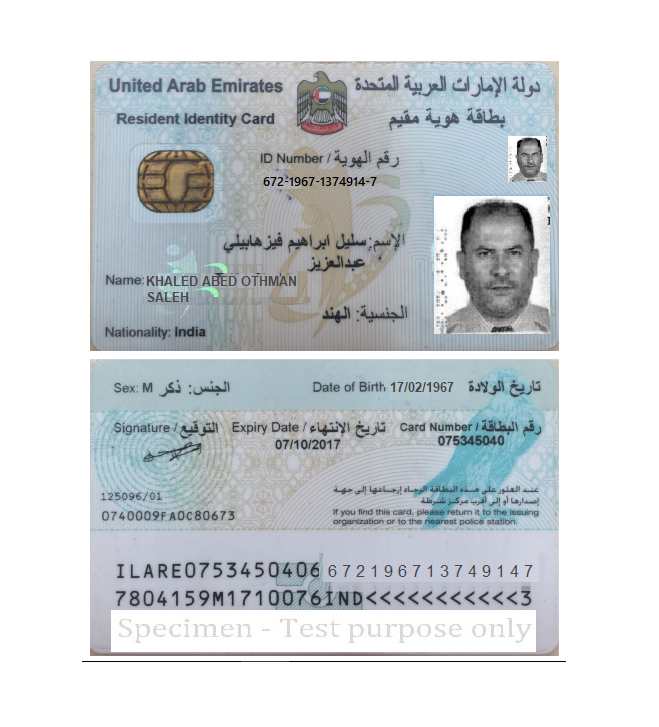 United Arab Emirates دولة الإمارات العربية المتحدة
Resident Identity Card بطاقة هوية مقيم
ID Number / رقم الهوية
672-1967-1374914-7
الإسم: سليل ابراهيم فيزهابيلي
عبدالعزيز
Name: KHALED ABED OTHMAN
SALEH
الجنسية: الهند
Nationality: India
Sex: M الجنس: ذكر Date of Birth 17/02/1967 تاريخ الولادة
Signature / التوقيع Expiry Date / تاريخ الإنتهاء Card Number / رقم البطاقة
07/10/2017 075345040
125096/01
0740009FA0C80673
عند العثور على هذه البطاقة الرجاء إرجاعها إلى جهة
إصدارها أو إلى أقرب مركز شرطة
If you find this card, please return it to the issuing
organization or to the nearest police station.
ILARE0753450406672196713749147
7804159M1710076IND<<<<<<<<<<<3
Specimen - Test purpose only